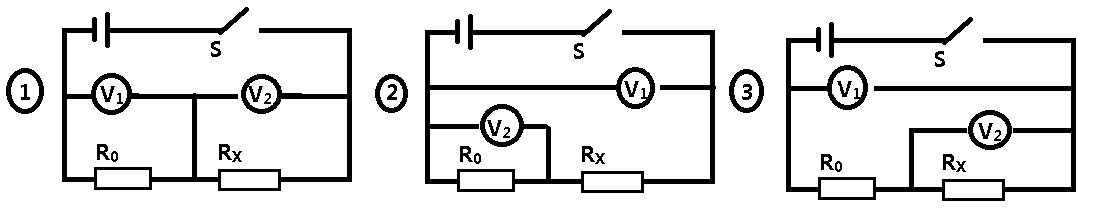 S S S
① V₁ V₂ ② V₁ ③ V₁
V₂ V₂
R₀ Rₓ R₀ Rₓ R₀ Rₓ